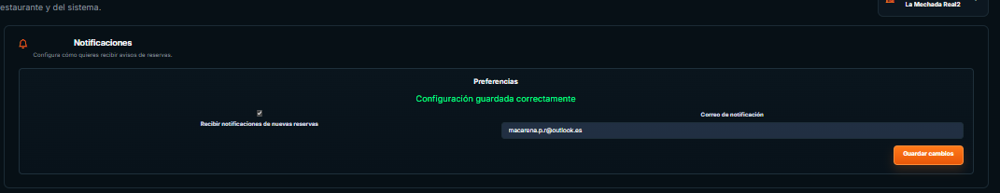 estaurante y del sistema.
La Mechada Real2
Notificaciones
Configura cómo quieres recibir avisos de reservas.
Preferencias
Configuración guardada correctamente
Recibir notificaciones de nuevas reservas
Correo de notificación
macarena.p.r@outlook.es
Guardar cambios